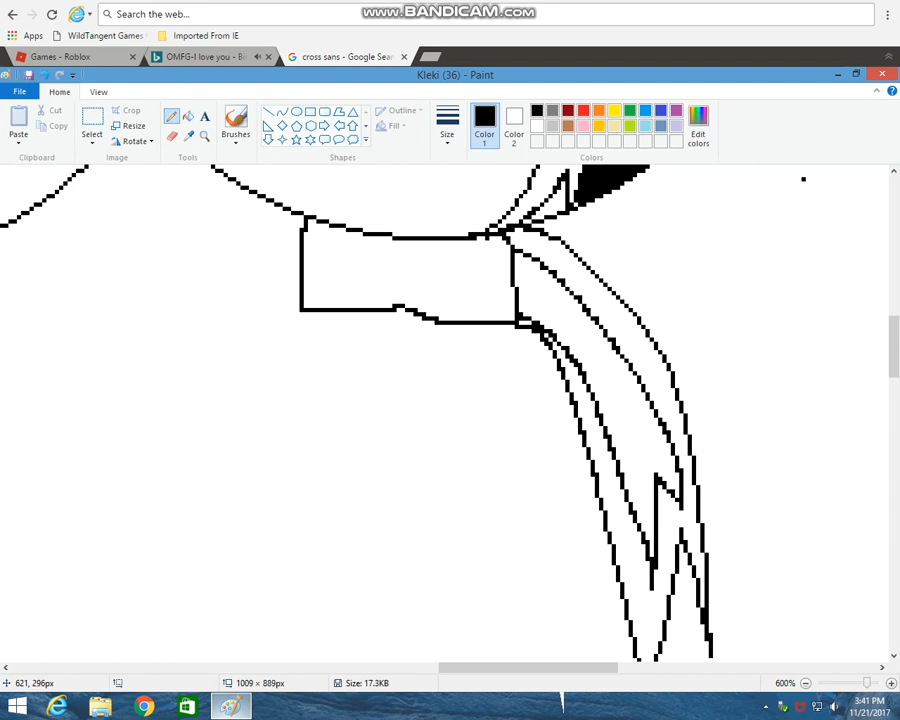 www.BANDICAM.com
Search the web...
Apps WildTangent Games Imported From IE
Games - Roblox OMFG-I love you - Bi cross sans - Google Sear
Kleki (36) - Paint
File Home View
Paste Cut Copy Select Crop Resize Rotate Brushes Outline Fill Size Color 1 Color 2 Edit colors
Clipboard Image Tools Shapes Colors
621, 296px 1009 × 889px Size: 17.3KB 600%
3:41 PM
11/21/2017